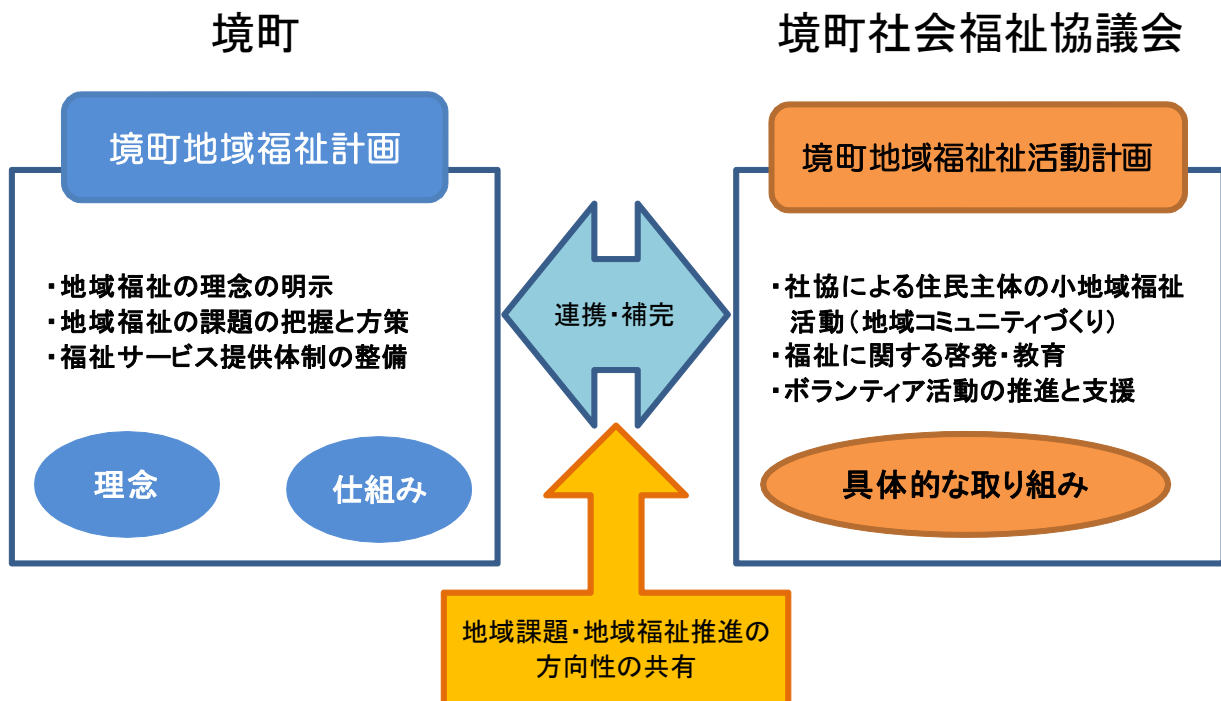 境町
境町地域福祉計画
・地域福祉の理念の明示
・地域福祉の課題の把握と方策
・福祉サービス提供体制の整備
理念
仕組み
連携・補完
地域課題・地域福祉推進の
方向性の共有
境町社会福祉協議会
境町地域福祉祉活動計画
・社協による住民主体の小地域福祉
活動（地域コミュニティづくり）
・福祉に関する啓発・教育
・ボランティア活動の推進と支援
具体的な取り組み